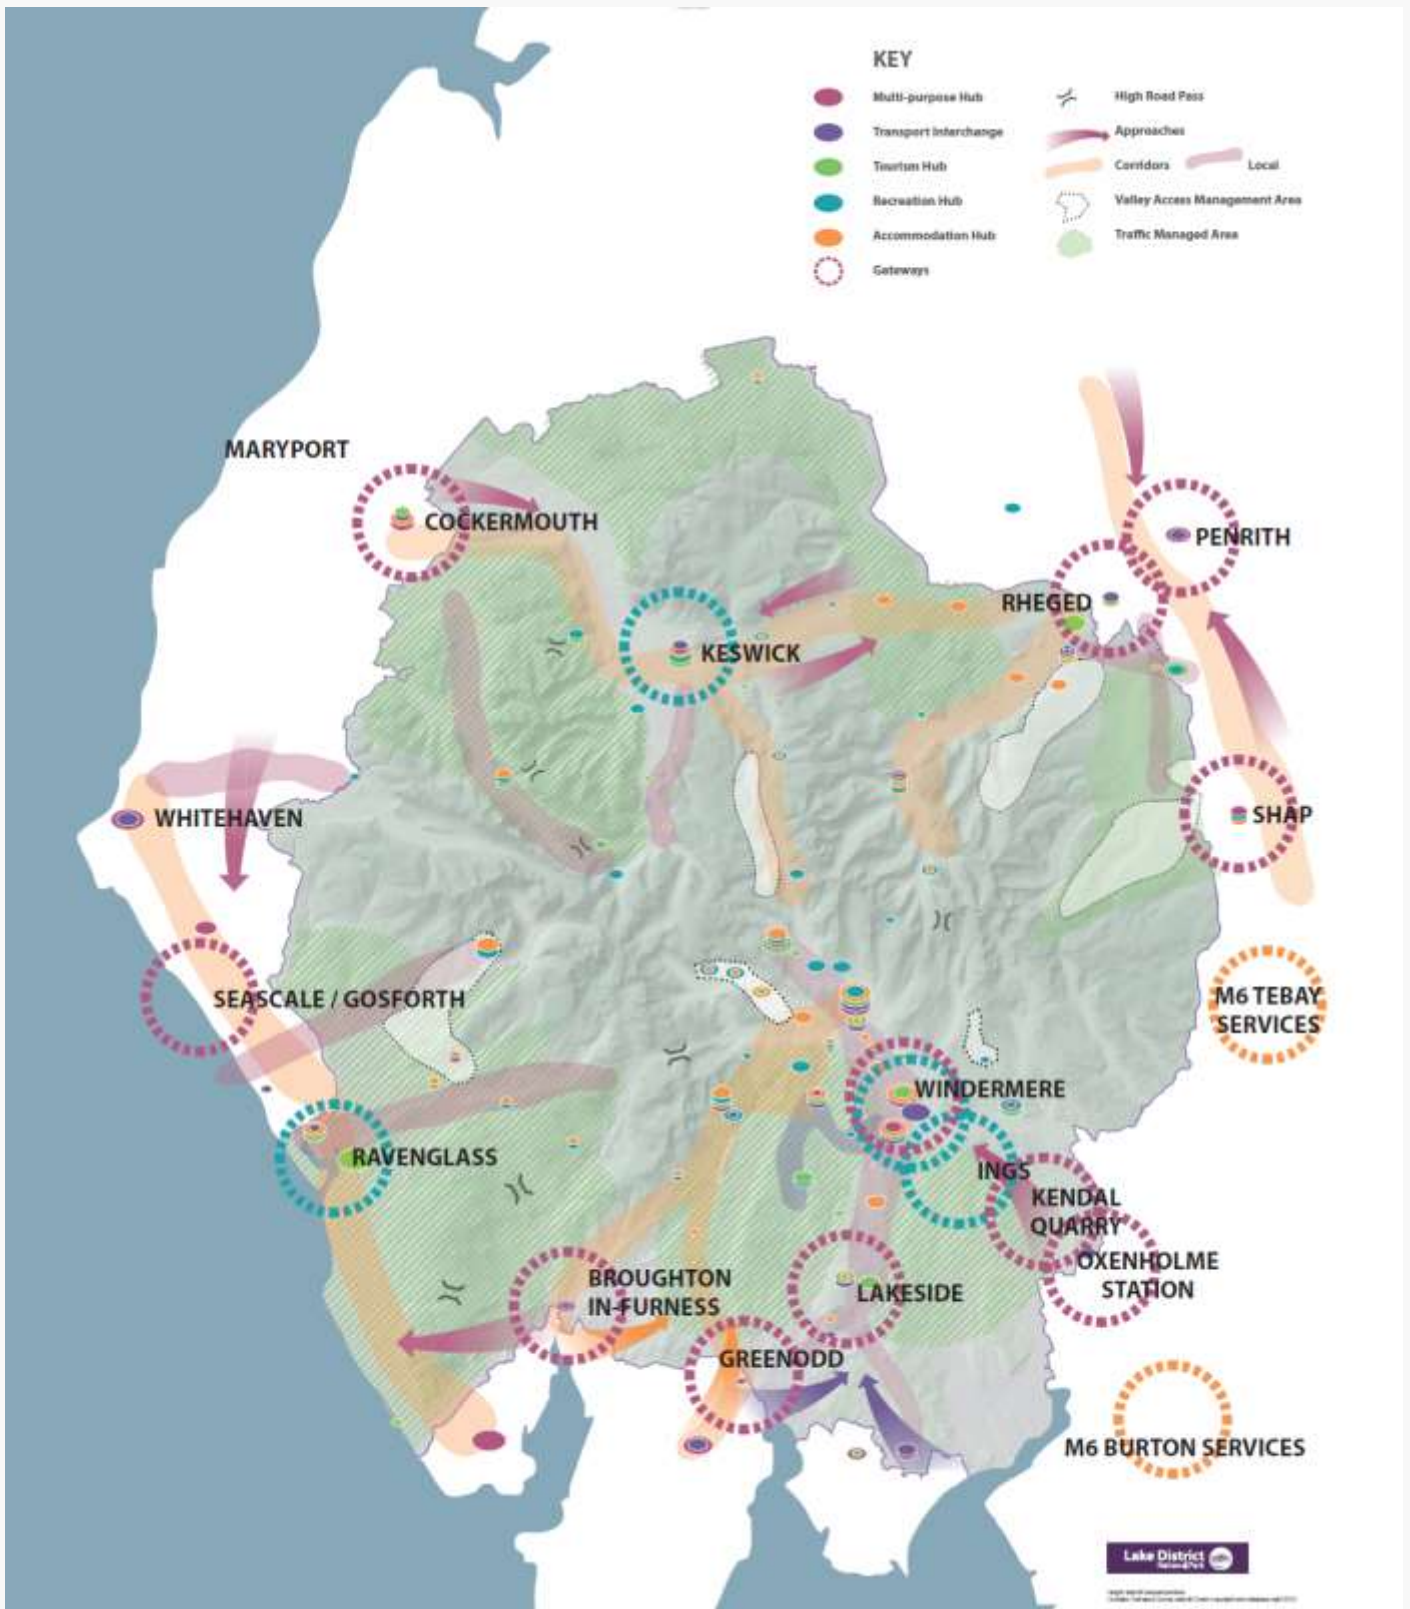 KEY
Multi-purpose Hub
Transport Interchange
Tourism Hub
Recreation Hub
Accommodation Hub
Gateways
High Road Pass
Approaches
Corridors
Local
Valley Access Management Area
Traffic Managed Area
MARYPORT
COCKERMOUTH
PENRITH
RHEGED
KESWICK
WHITEHAVEN
SHAP
SEASCALE / GOSFORTH
M6 TEBAY
SERVICES
WINDERMERE
RAVENGLASS
INGS
KENDAL
QUARRY
OXENHOLME
STATION
BROUGHTON
IN-FURNESS
LAKESIDE
GREENODD
M6 BURTON SERVICES
Lake District
National Park